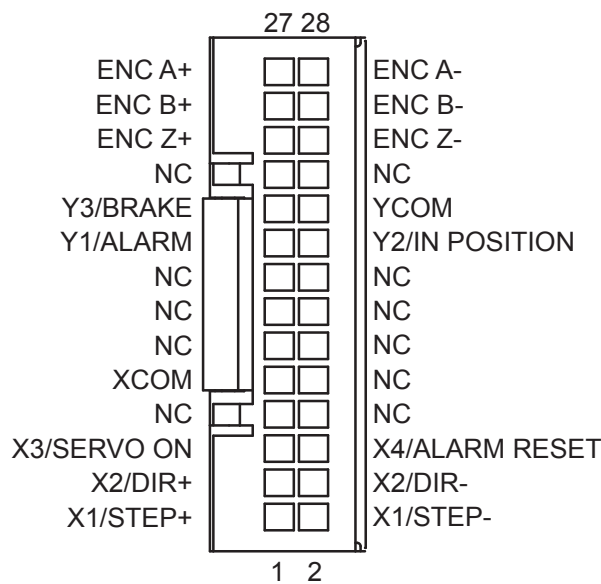 27 28
ENC A+ ENC A-
ENC B+ ENC B-
ENC Z+ ENC Z-
NC NC
Y3/BRAKE YCOM
Y1/ALARM Y2/IN POSITION
NC NC
NC NC
NC NC
XCOM NC
NC NC
X3/SERVO ON X4/ALARM RESET
X2/DIR+ X2/DIR-
X1/STEP+ X1/STEP-
1 2